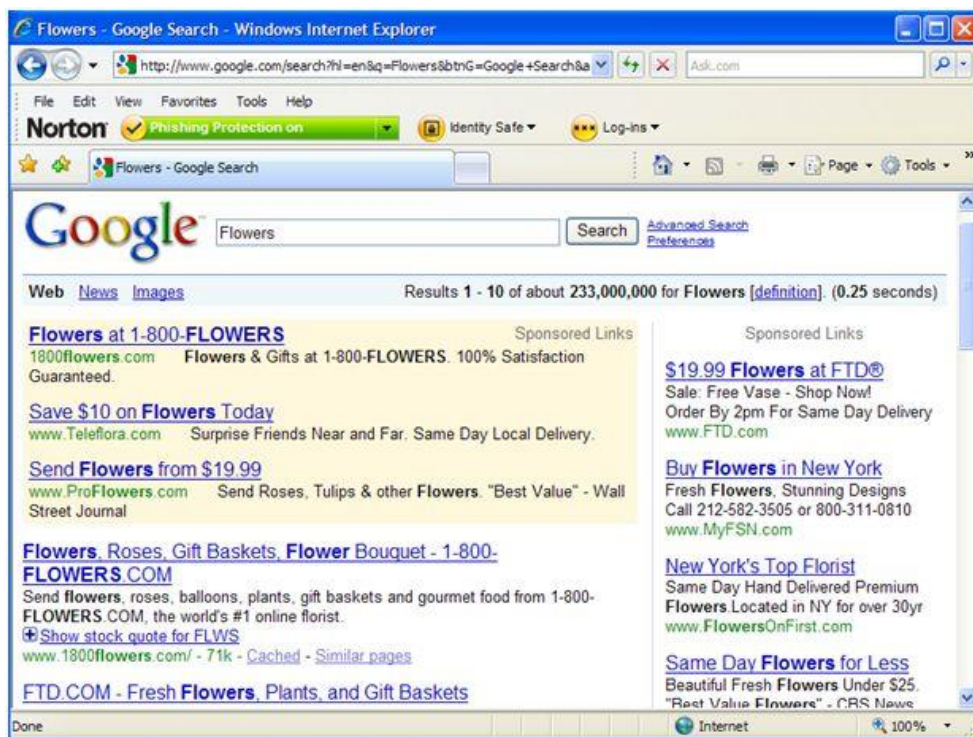 Flowers - Google Search - Windows Internet Explorer
http://www.google.com/search?hl=en&q=Flowers&btnG=Google+Search&a
Ask.com
File Edit View Favorites Tools Help
Norton Phishing Protection on Identity Safe Log-ins
Flowers - Google Search
Page Tools
Google Flowers Search Advanced Search
Preferences
Web News Images Results 1 - 10 of about 233,000,000 for Flowers [definition]. (0.25 seconds)
Flowers at 1-800-FLOWERS Sponsored Links
1800flowers.com Flowers & Gifts at 1-800-FLOWERS. 100% Satisfaction
Guaranteed.
Save $10 on Flowers Today
www.Teleflora.com Surprise Friends Near and Far. Same Day Local Delivery.
Send Flowers from $19.99
www.ProFlowers.com Send Roses, Tulips & other Flowers. "Best Value" - Wall
Street Journal
Flowers, Roses, Gift Baskets, Flower Bouquet - 1-800-
FLOWERS.COM
Send flowers, roses, balloons, plants, gift baskets and gourmet food from 1-800-
FLOWERS.COM, the world's #1 online florist.
Show stock quote for FLWS
www.1800flowers.com/ - 71k - Cached - Similar pages
FTD.COM - Fresh Flowers, Plants, and Gift Baskets
Sponsored Links
$19.99 Flowers at FTD®
Sale: Free Vase - Shop Now!
Order By 2pm For Same Day Delivery
www.FTD.com
Buy Flowers in New York
Fresh Flowers, Stunning Designs
Call 212-582-3505 or 800-311-0810
www.MyFSN.com
New York's Top Florist
Same Day Hand Delivered Premium
Flowers.Located in NY for over 30yr
www.FlowersOnFirst.com
Same Day Flowers for Less
Beautiful Fresh Flowers Under $25.
"Best Value Flowers" - CBS News
Done Internet 100%